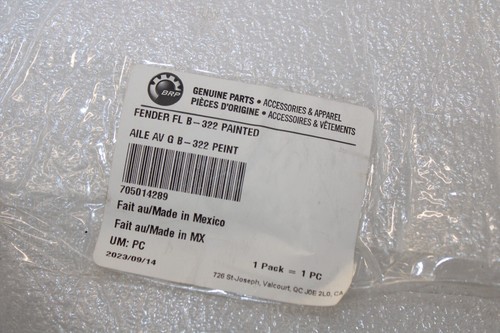 BRP
GENUINE PARTS • ACCESSORIES & APPAREL
PIÈCES D'ORIGINE • ACCESSOIRES & VÊTEMENTS
FENDER FL B-322 PAINTED
AILE AV G B-322 PEINT
705014289
Fait au/Made in Mexico
Fait au/Made in MX
UM: PC
1 Pack = 1 PC
2023/09/14
726 St-Joseph, Valcourt, QC J0E 2L0, CA